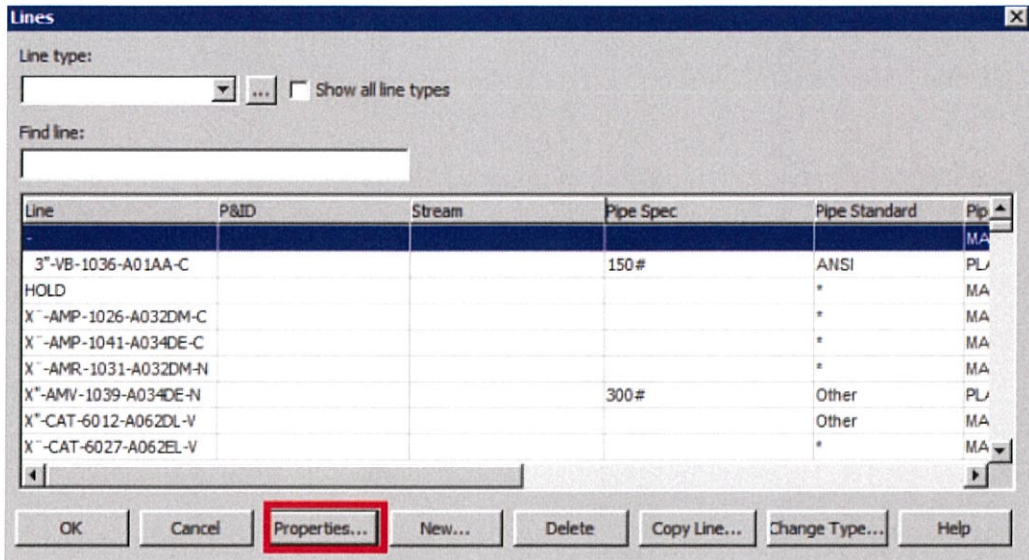 Lines
Line type:
... Show all line types
Find line:
Line P&ID Stream Pipe Spec Pipe Standard Pip
- MA
3"-VB-1036-A01AA-C 150# ANSI PLA
HOLD * MA
X"-AMP-1026-A032DM-C * MA
X"-AMP-1041-A034DE-C * MA
X"-AMR-1031-A032DM-N * MA
X"-AMV-1039-A034DE-N 300# Other PLA
X"-CAT-6012-A062DL-V Other MA
X"-CAT-6027-A062EL-V * MA
OK Cancel Properties... New... Delete Copy Line... Change Type... Help